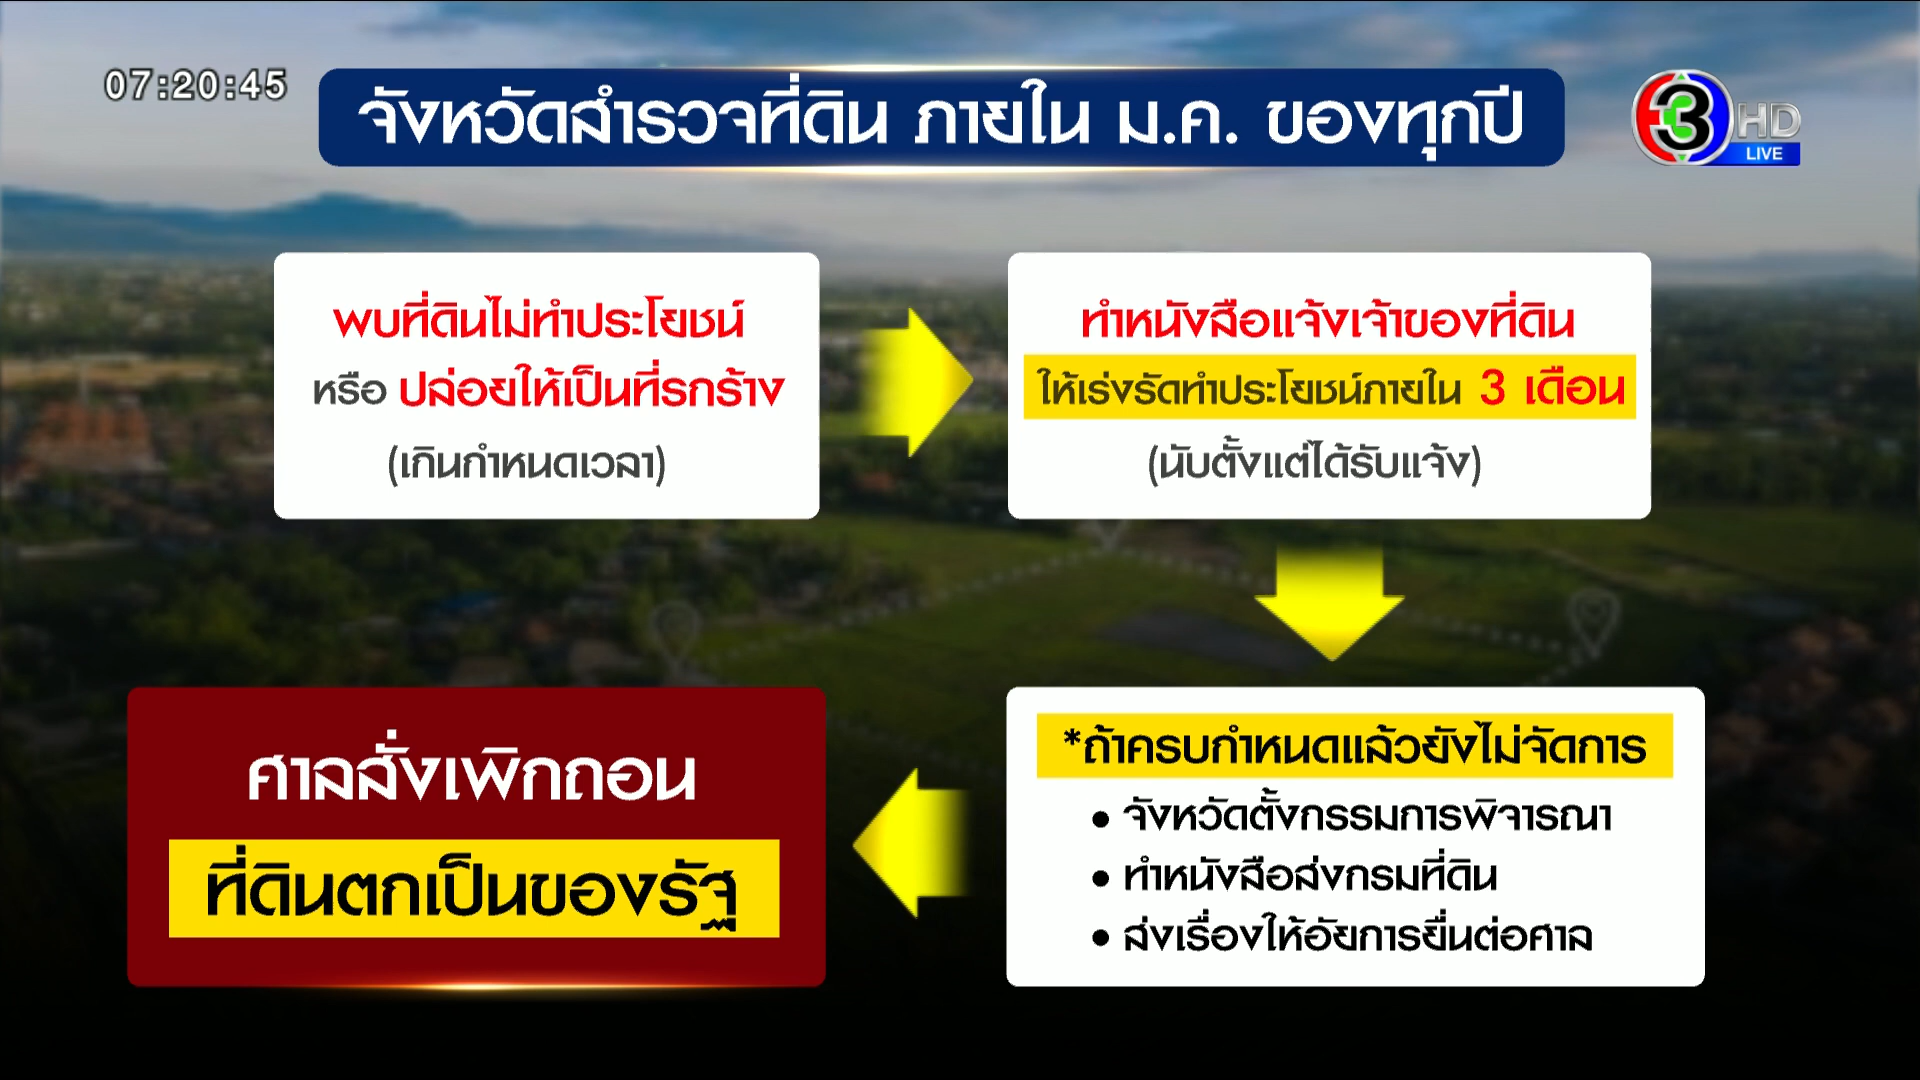 07:20:45
จังหวัดสำรวจที่ดิน ภายใน ม.ค. ของทุกปี
3 HD
LIVE
พบที่ดินไม่ทำประโยชน์
หรือ ปล่อยให้เป็นที่รกร้าง
(เกินกำหนดเวลา)
ทำหนังสือแจ้งเจ้าของที่ดิน
ให้เร่งรัดทำประโยชน์ภายใน 3 เดือน
(นับตั้งแต่ได้รับแจ้ง)
*ถ้าครบกำหนดแล้วยังไม่จัดการ
• จังหวัดตั้งกรรมการพิจารณา
• ทำหนังสือส่งกรมที่ดิน
• ส่งเรื่องให้อัยการยื่นต่อศาล
ศาลสั่งเพิกถอน
ที่ดินตกเป็นของรัฐ